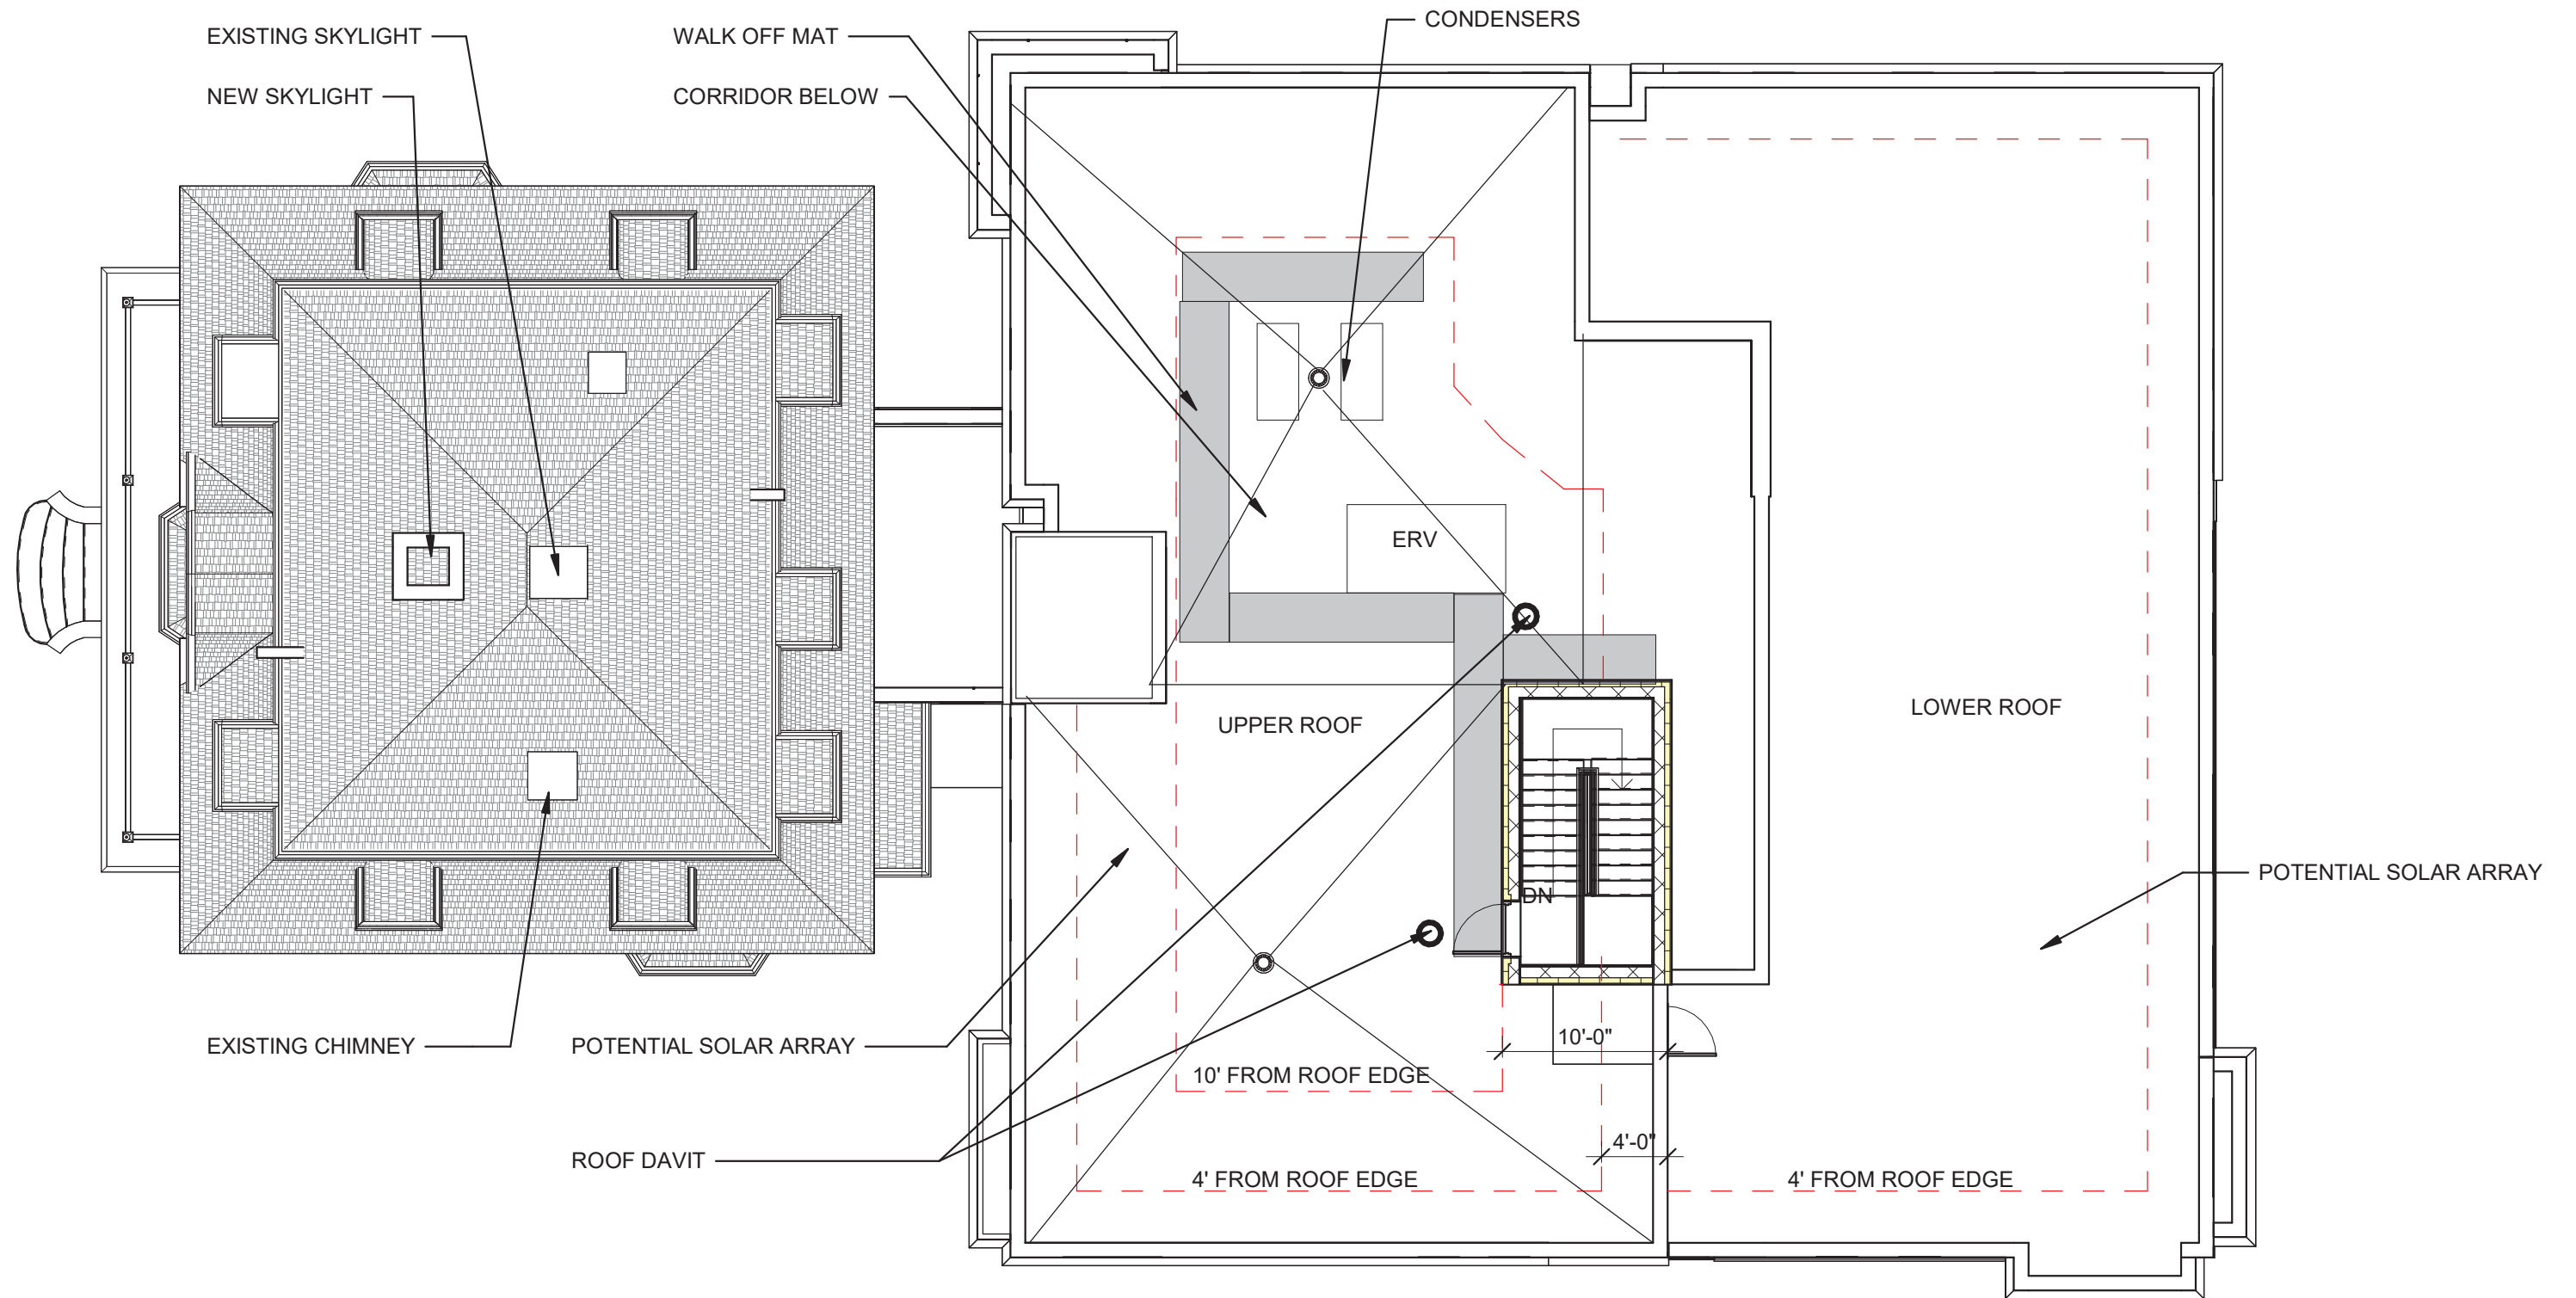 CONDENSERS
EXISTING SKYLIGHT
WALK OFF MAT
NEW SKYLIGHT
CORRIDOR BELOW
ERV
UPPER ROOF
LOWER ROOF
POTENTIAL SOLAR ARRAY
DN
EXISTING CHIMNEY
POTENTIAL SOLAR ARRAY
10'-0"
10' FROM ROOF EDGE
ROOF DAVIT
4'-0"
4' FROM ROOF EDGE
4' FROM ROOF EDGE